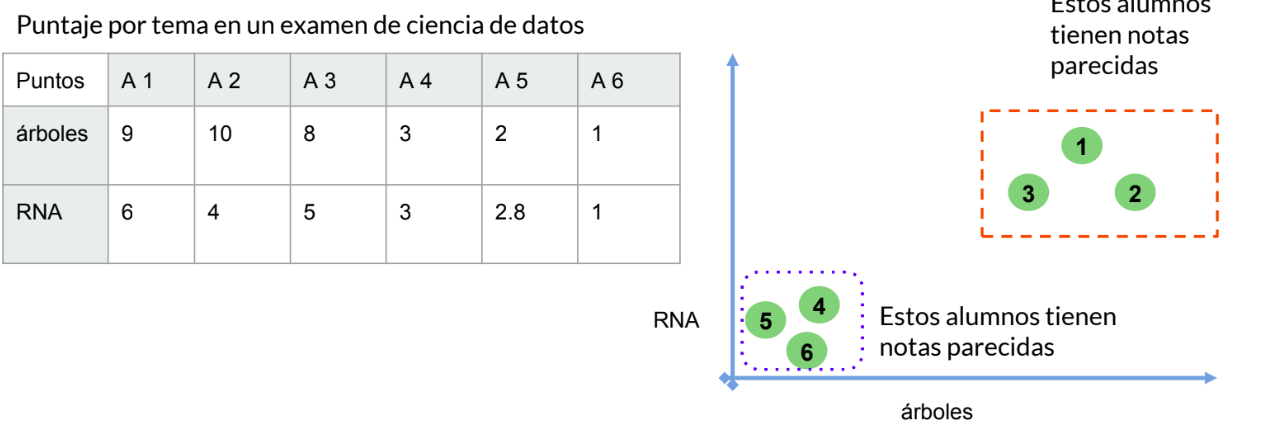 Puntaje por tema en un examen de ciencia de datos
Puntos A 1 A 2 A 3 A 4 A 5 A 6
árboles 9 10 8 3 2 1
RNA 6 4 5 3 2.8 1
Estos alumnos
tienen notas
parecidas
1
3 2
RNA
5 4
6
Estos alumnos tienen
notas parecidas
árboles